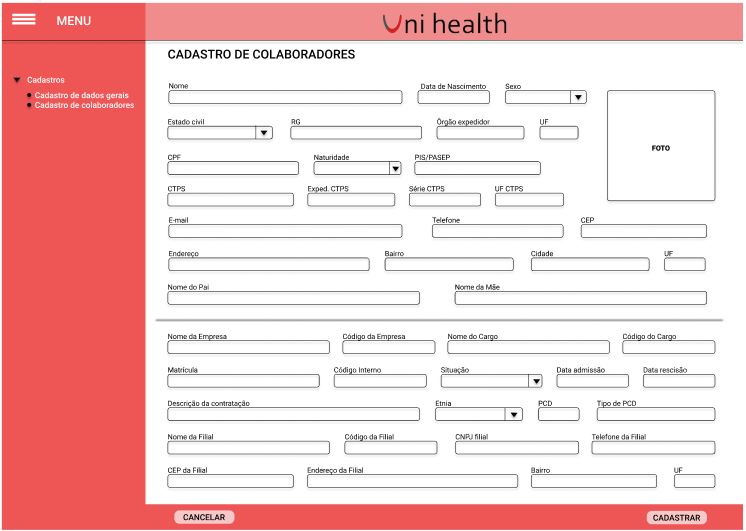 MENU
Uni health
CADASTRO DE COLABORADORES
Cadastros
Cadastro de dados gerais
Cadastro de colaboradores
Nome Data de Nascimento Sexo
Estado civil RG Órgão expedidor UF
FOTO
CPF Naturidade PIS/PASEP
CTPS Exped. CTPS Série CTPS UF CTPS
E-mail Telefone CEP
Endereço Bairro Cidade UF
Nome do Pai Nome da Mãe
Nome da Empresa Código da Empresa Nome do Cargo Código do Cargo
Matrícula Código Interno Situação Data admissão Data rescisão
Descrição da contratação Etnia PCD Tipo de PCD
Nome da Filial Código da Filial CNPJ filial Telefone da Filial
CEP da Filial Endereço da Filial Bairro UF
CANCELAR CADASTRAR